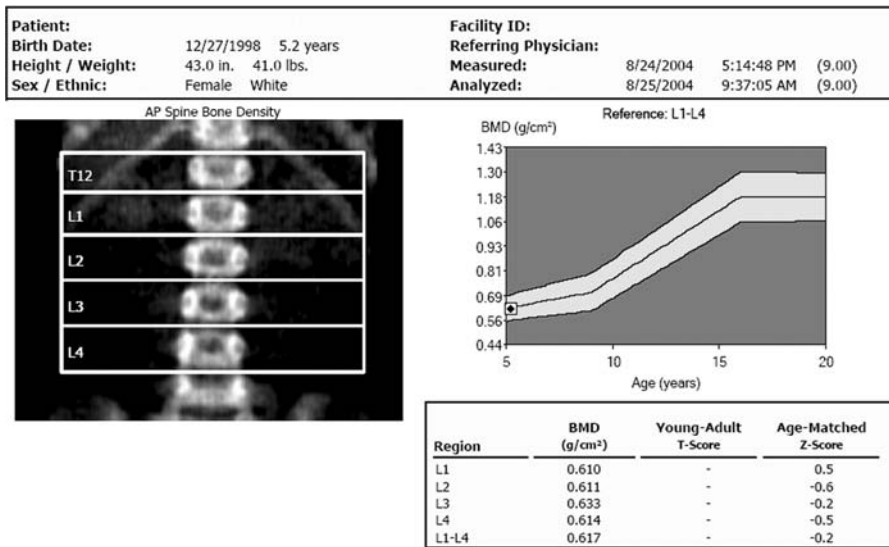 Patient: Facility ID:
Birth Date: 12/27/1998 5.2 years Referring Physician:
Height / Weight: 43.0 in. 41.0 lbs. Measured: 8/24/2004 5:14:48 PM (9.00)
Sex / Ethnic: Female White Analyzed: 8/25/2004 9:37:05 AM (9.00)
AP Spine Bone Density
T12
L1
L2
L3
L4
Reference: L1-L4
BMD (g/cm²)
1.43
1.30
1.18
1.06
0.93
0.81
0.69
0.56
0.44
5 10 15 20
Age (years)
BMD Young-Adult Age-Matched
Region (g/cm²) T-Score Z-Score
L1 0.610 - 0.5
L2 0.611 - -0.6
L3 0.633 - -0.2
L4 0.614 - -0.5
L1-L4 0.617 - -0.2